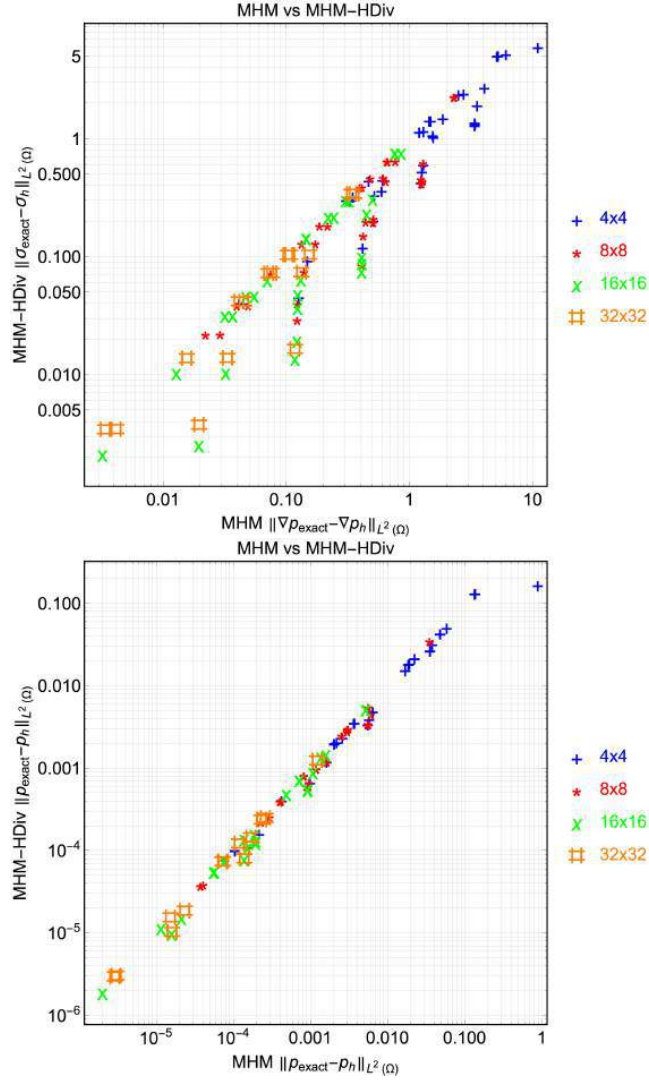 MHM vs MHM-HDiv
MHM-HDiv ‖σexact-σh‖L² (Ω)
5
1
0.500
0.100
0.050
0.010
0.005
0.01
0.10
1
10
MHM ‖∇pexact-∇ph‖L² (Ω)
4x4
8x8
16x16
32x32
MHM vs MHM-HDiv
MHM-HDiv ‖pexact-ph‖L² (Ω)
0.100
0.010
0.001
10⁻⁴
10⁻⁵
10⁻⁶
10⁻⁵
10⁻⁴
0.001
0.010
0.100
1
MHM ‖pexact-ph‖L² (Ω)
4x4
8x8
16x16
32x32